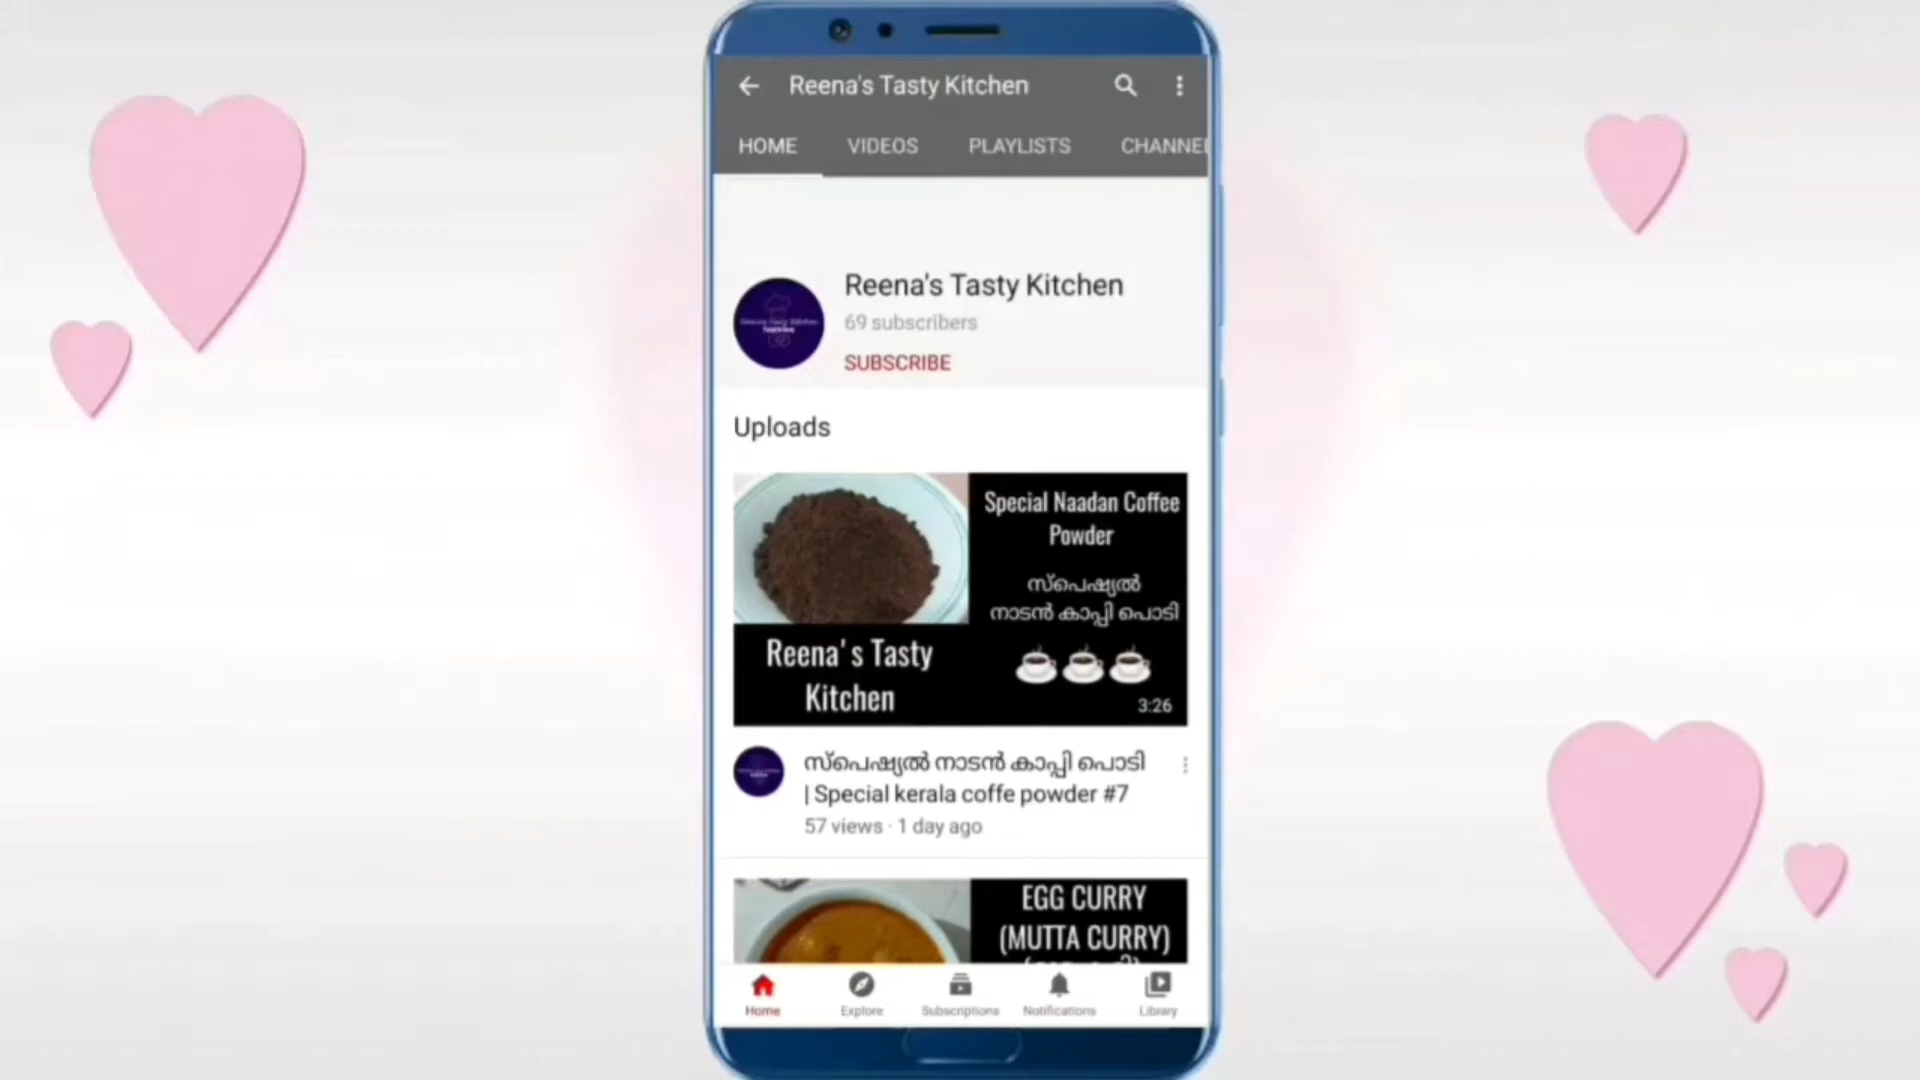 Reena's Tasty Kitchen
HOME VIDEOS PLAYLISTS CHANNEL
Reena's Tasty Kitchen
69 subscribers
SUBSCRIBE
Uploads
Special Naadan Coffee
Powder
സ്പെഷ്യൽ
നാടൻ കാപ്പി പൊടി
Reena's Tasty
Kitchen
3:26
സ്പെഷ്യൽ നാടൻ കാപ്പി പൊടി
| Special kerala coffe powder #7
57 views · 1 day ago
EGG CURRY
(MUTTA CURRY)
Home Explore Subscriptions Notifications Library